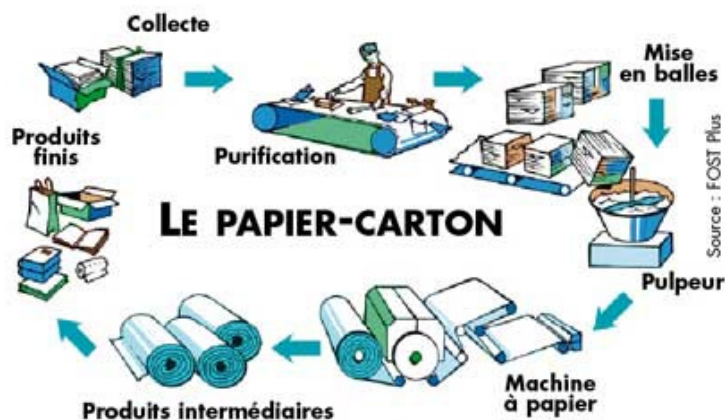 Collecte
Purification
Mise
en balles
Pulpeur
Machine
à papier
Produits intermédiaires
Produits
finis
LE PAPIER-CARTON
Source : FOST Plus